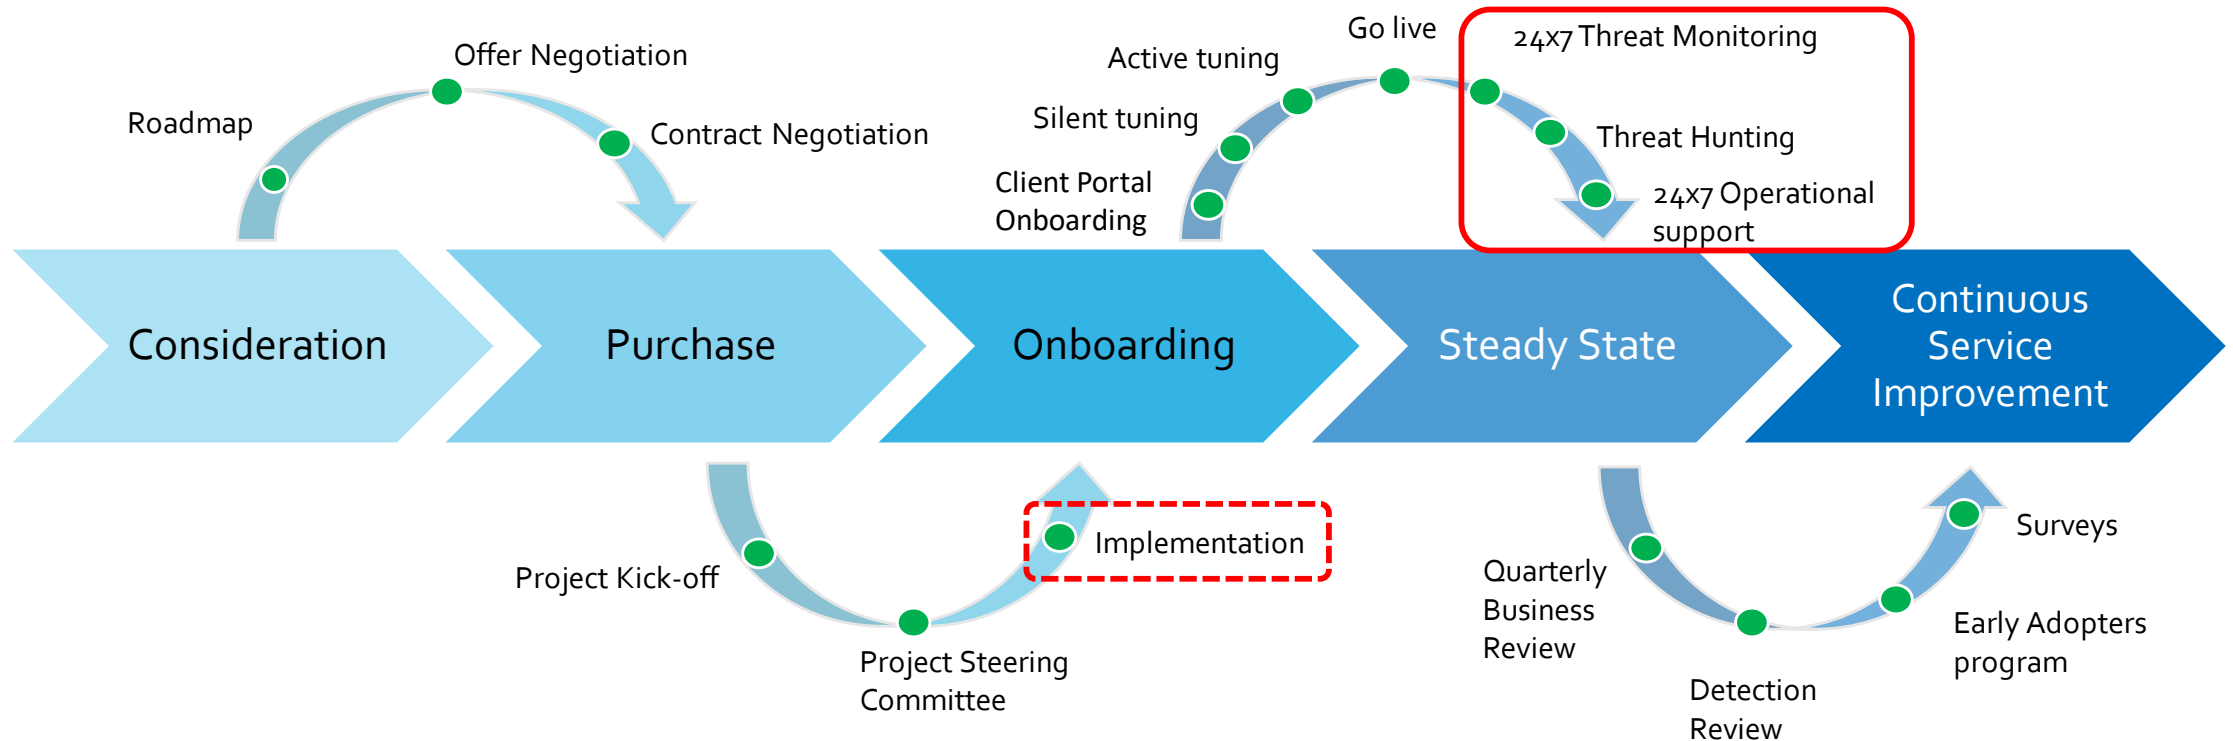 Roadmap
Offer Negotiation
Contract Negotiation
Client Portal
Onboarding
Silent tuning
Active tuning
Go live
24x7 Threat Monitoring
Threat Hunting
24x7 Operational
support
Consideration
Purchase
Onboarding
Steady State
Continuous
Service
Improvement
Project Kick-off
Project Steering
Committee
Implementation
Quarterly
Business
Review
Detection
Review
Early Adopters
program
Surveys